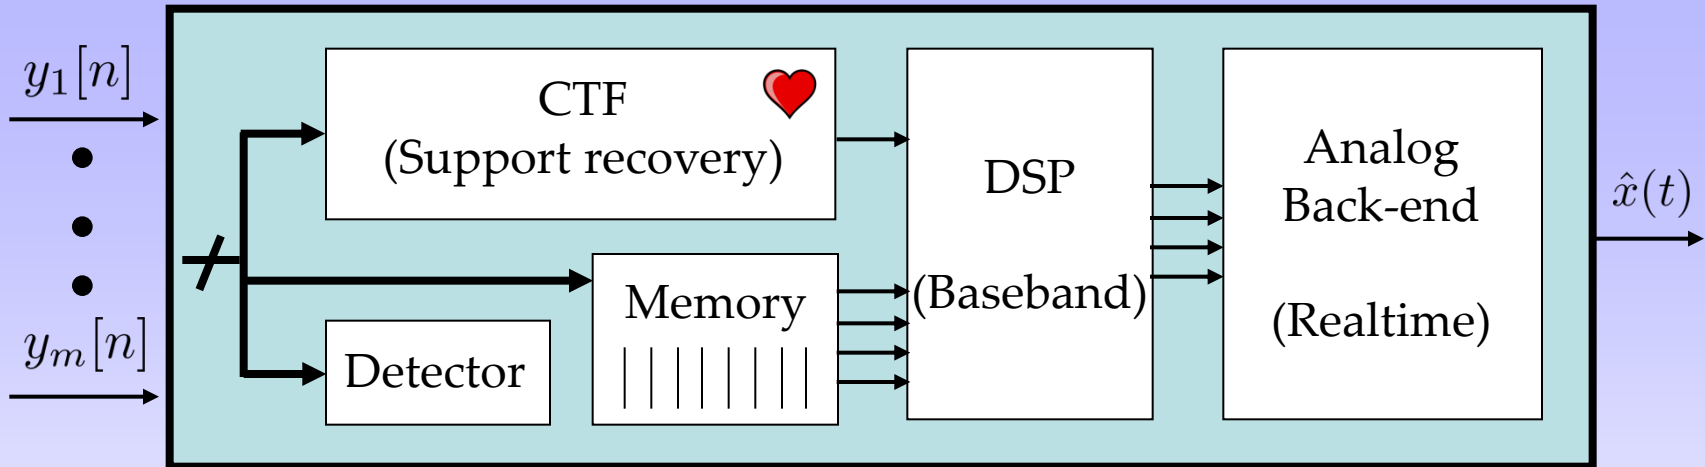 y₁[n]
yₘ[n]
CTF
(Support recovery)
Detector
Memory
DSP
(Baseband)
Analog
Back-end
(Realtime)
x̂(t)